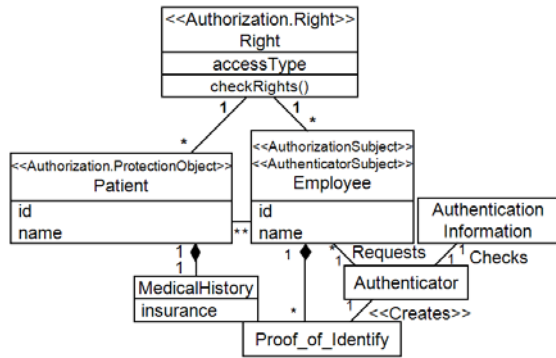 <<Authorization.Right>>
Right
accessType
checkRights()
1
1
*
*
<<Authorization.ProtectionObject>>
Patient
id
name
<<AuthorizationSubject>>
<<AuthenticatorSubject>>
Employee
id
name
Authentication
Information
**
*
Requests
1
1
Checks
1
1
1
1
1
MedicalHistory
insurance
Authenticator
*
1
<<Creates>>
Proof_of_Identify